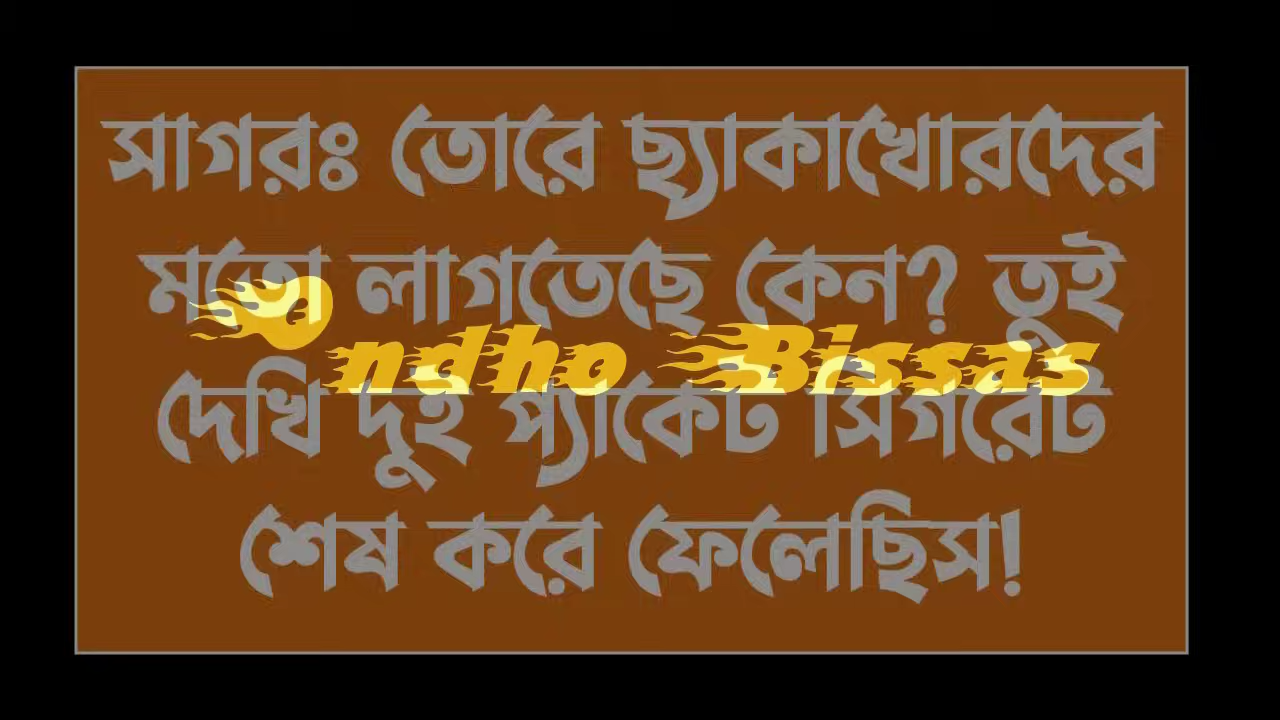 সাগরঃ তোরে ছ্যাকাখোরদের
মতো লাগতেছে কেন? তুই
Ondho Bissas
দেখি দুই প্যাকেট সিগরেট
শেষ করে ফেলেছিস!